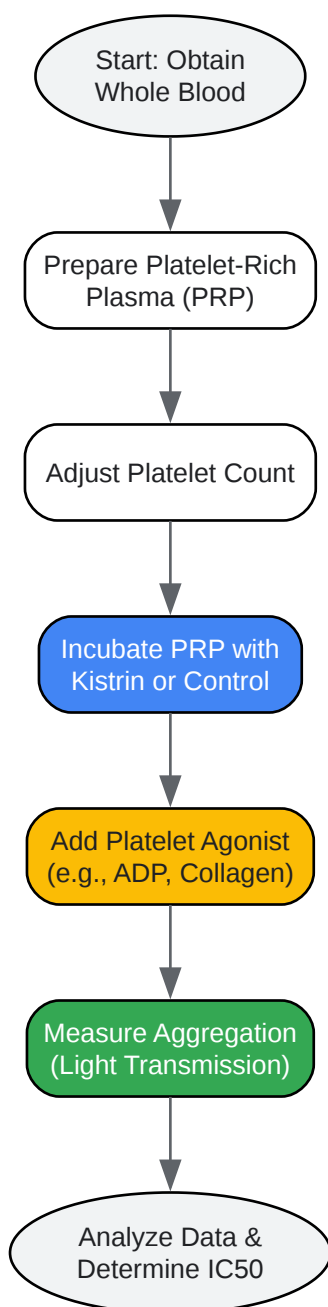 Start: Obtain
Whole Blood
Prepare Platelet-Rich
Plasma (PRP)
Adjust Platelet Count
Incubate PRP with
Kistrin or Control
Add Platelet Agonist
(e.g., ADP, Collagen)
Measure Aggregation
(Light Transmission)
Analyze Data &
Determine IC50